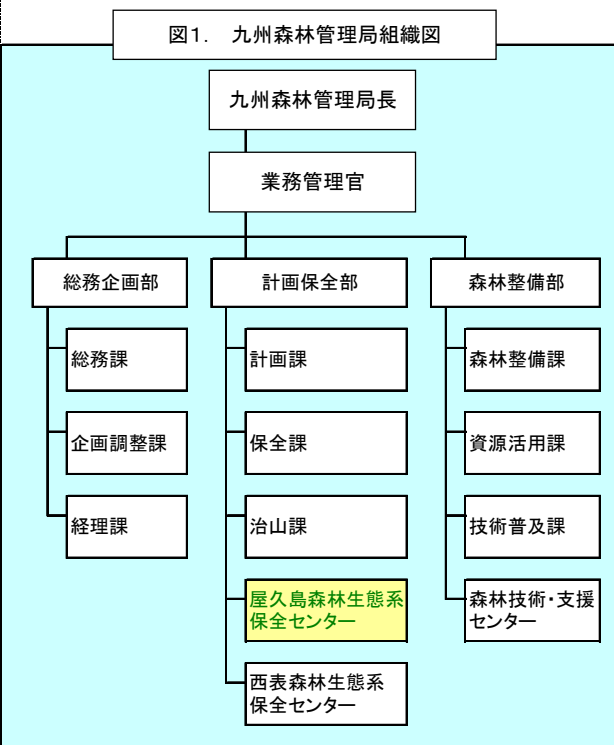 図1.　九州森林管理局組織図
九州森林管理局長
業務管理官
総務企画部
総務課
企画調整課
経理課
計画保全部
計画課
保全課
治山課
屋久島森林生態系
保全センター
西表森林生態系
保全センター
森林整備部
森林整備課
資源活用課
技術普及課
森林技術・支援
センター